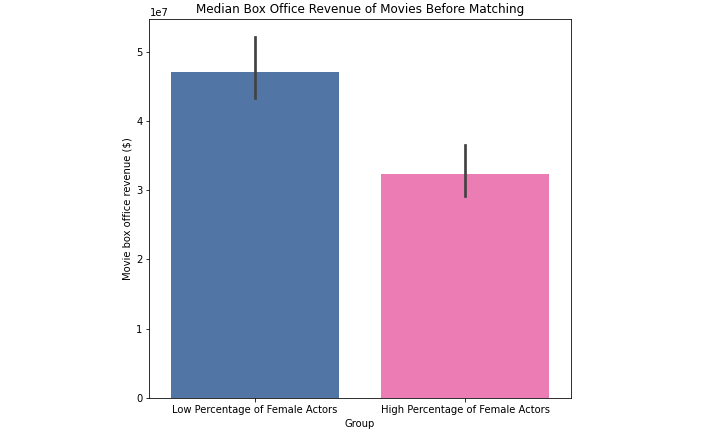 Median Box Office Revenue of Movies Before Matching
1e7
5
4
3
2
1
0
Movie box office revenue ($)
Low Percentage of Female Actors
High Percentage of Female Actors
Group